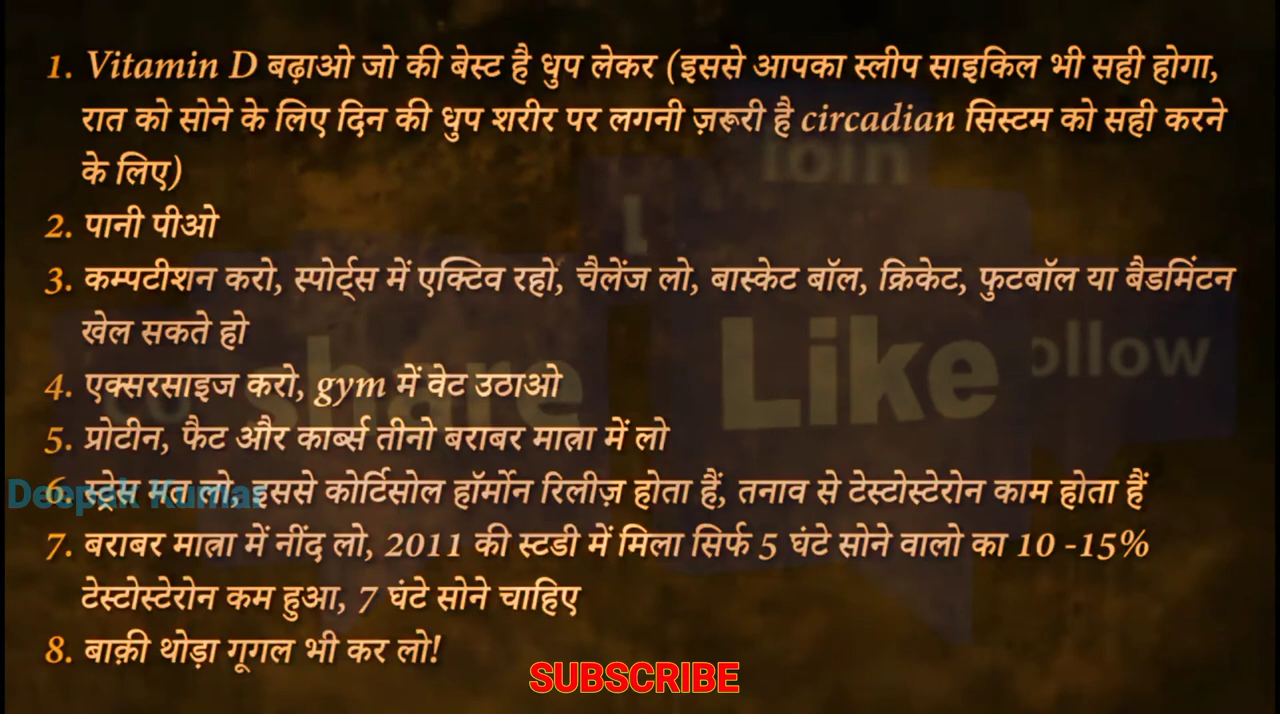 1. Vitamin D बढ़ाओ जो की बेस्ट है धुप लेकर (इससे आपका स्लीप साइकिल भी सही होगा,
रात को सोने के लिए दिन की धुप शरीर पर लगनी ज़रूरी है circadian सिस्टम को सही करने
के लिए)
2. पानी पीओ
3. कम्पटीशन करो, स्पोर्ट्स में एक्टिव रहो, चैलेंज लो, बास्केट बॉल, क्रिकेट, फुटबॉल या बैडमिंटन
खेल सकते हो
4. एक्सरसाइज करो, gym में वेट उठाओ
5. प्रोटीन, फैट और कार्ब्स तीनो बराबर मात्रा में लो
6. स्ट्रेस मत लो, इससे कोर्टिसोल हॉर्मोन रिलीज़ होता हैं, तनाव से टेस्टोस्टेरोन काम होता हैं
7. बराबर मात्रा में नींद लो, 2011 की स्टडी में मिला सिर्फ 5 घंटे सोने वालो का 10 -15%
टेस्टोस्टेरोन कम हुआ, 7 घंटे सोने चाहिए
8. बाक़ी थोड़ा गूगल भी कर लो!
Deepak Kumar
SUBSCRIBE
Join
share
Like
ollow